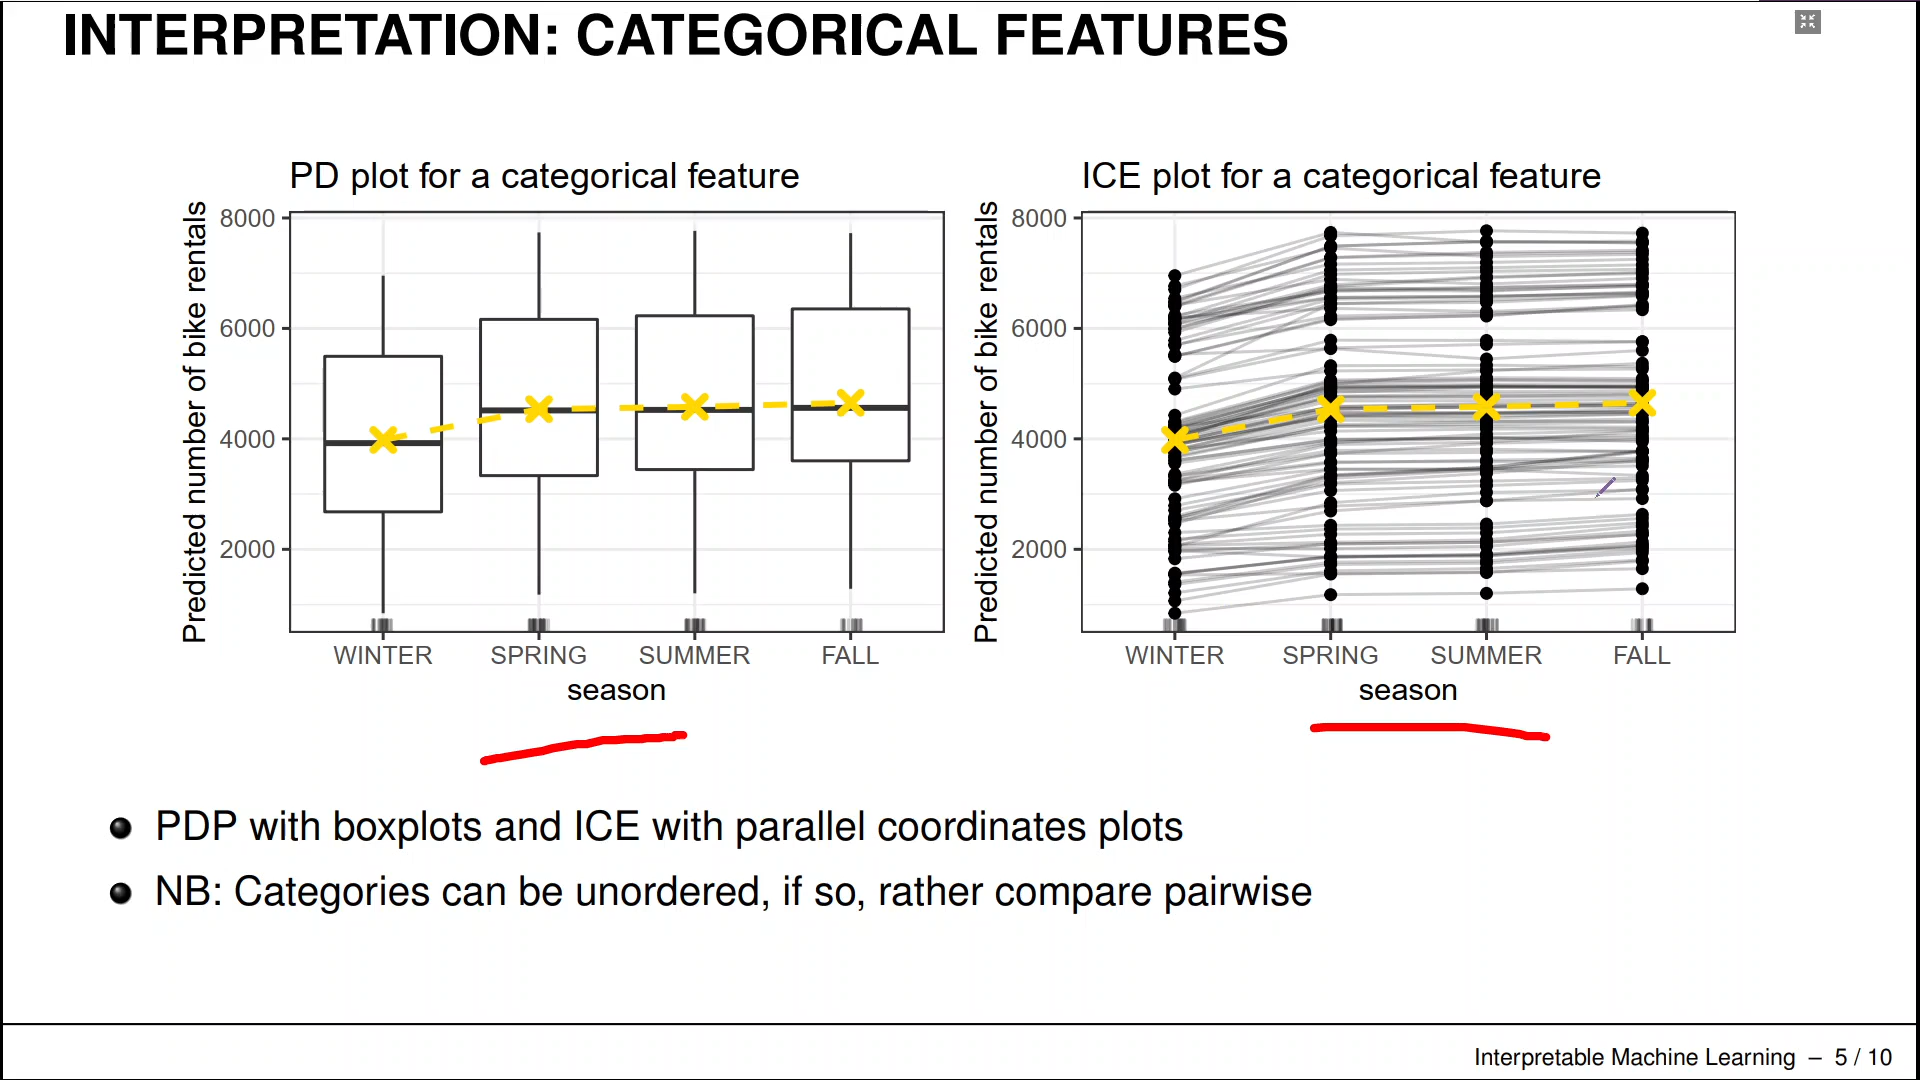 INTERPRETATION: CATEGORICAL FEATURES
PD plot for a categorical feature
Predicted number of bike rentals
8000
6000
4000
2000
WINTER SPRING SUMMER FALL
season
ICE plot for a categorical feature
Predicted number of bike rentals
8000
6000
4000
2000
WINTER SPRING SUMMER FALL
season
PDP with boxplots and ICE with parallel coordinates plots
NB: Categories can be unordered, if so, rather compare pairwise
Interpretable Machine Learning – 5 / 10